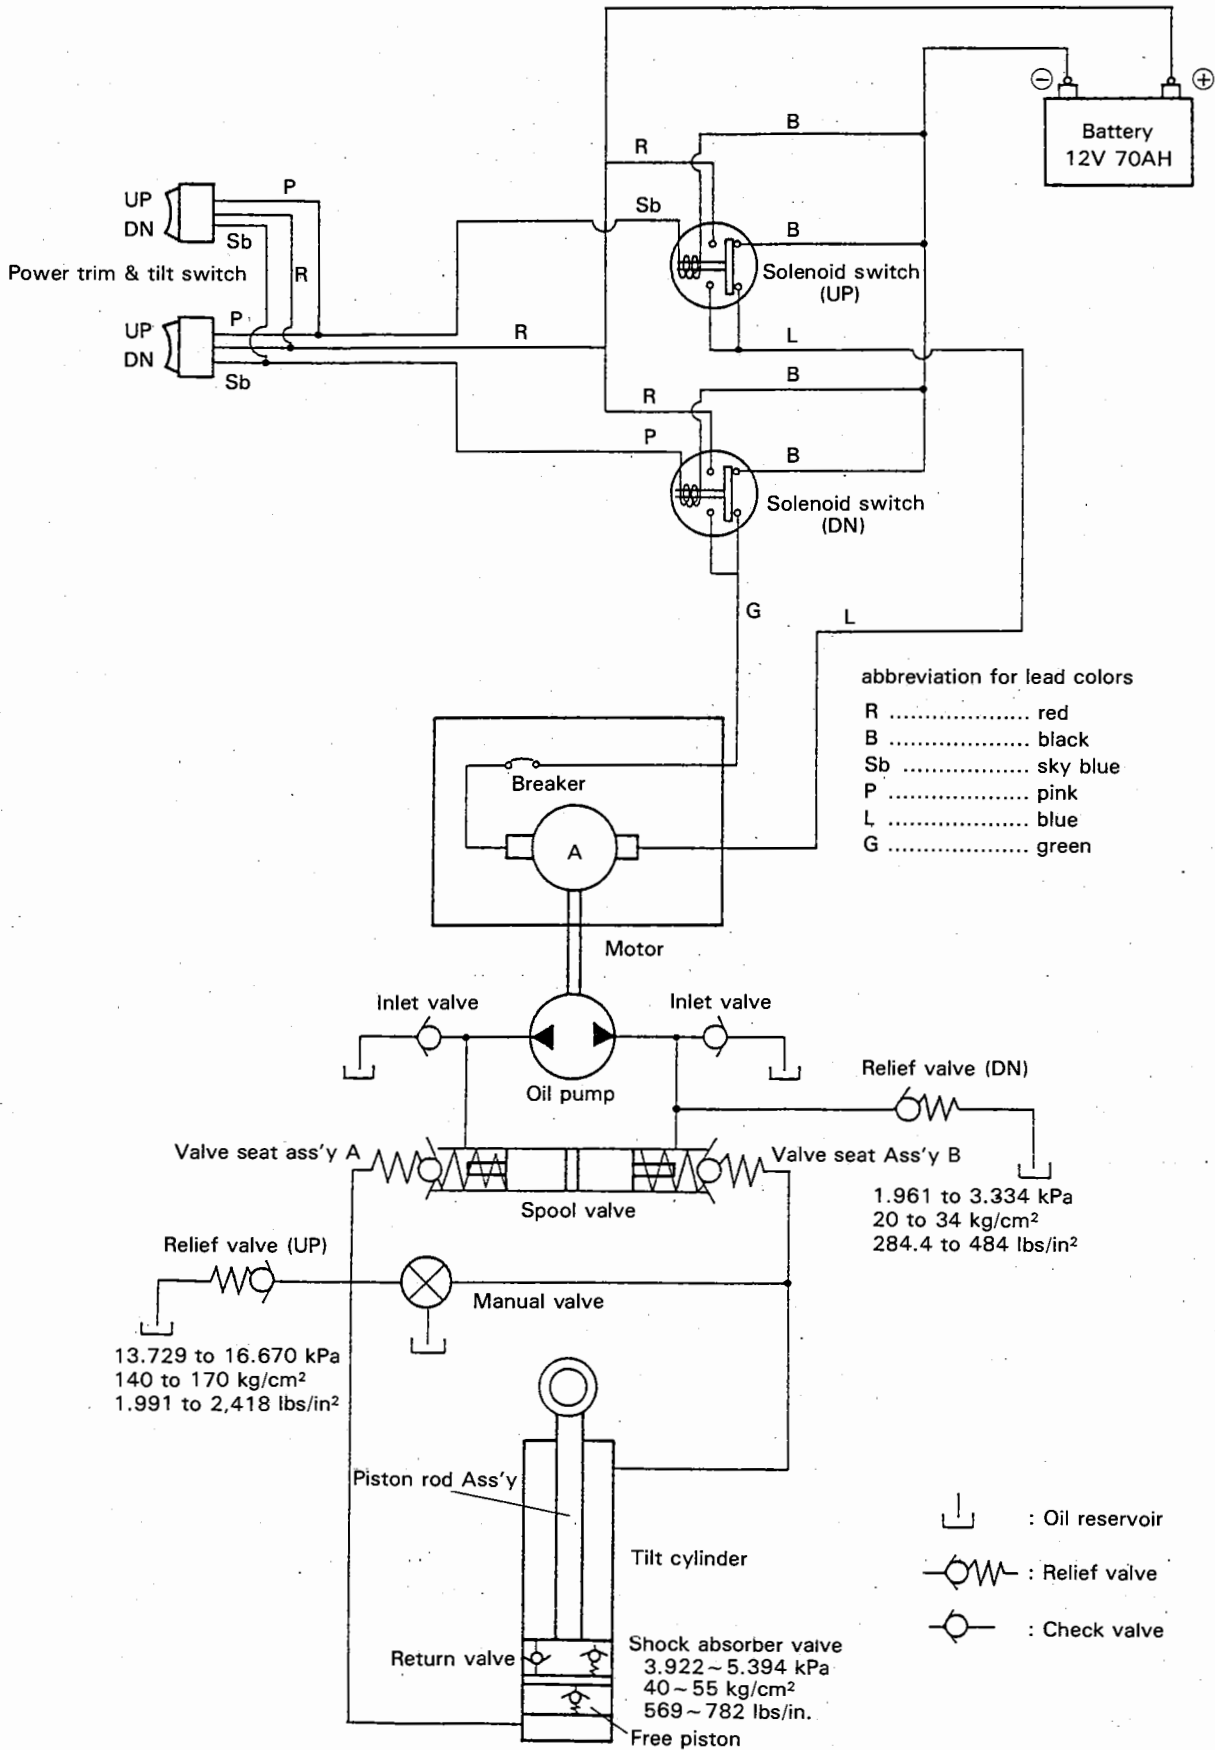 ⊖ ⊕
Battery
12V 70AH
B
R
Sb
B
Solenoid switch
(UP)
UP
DN
P
Sb
R
Power trim & tilt switch
UP
DN
P
Sb
R
L
B
R
P
B
Solenoid switch
(DN)
G
L
abbreviation for lead colors
R .................... red
B .................... black
Sb .................. sky blue
P .................... pink
L .................... blue
G .................... green
Breaker
A
Motor
Inlet valve
Inlet valve
Oil pump
Relief valve (DN)
1.961 to 3.334 kPa
20 to 34 kg/cm²
284.4 to 484 lbs/in²
Valve seat ass'y A
Valve seat Ass'y B
Spool valve
Relief valve (UP)
13.729 to 16.670 kPa
140 to 170 kg/cm²
1.991 to 2,418 lbs/in²
Manual valve
Piston rod Ass'y
Tilt cylinder
Return valve
Shock absorber valve
3.922~5.394 kPa
40~55 kg/cm²
569~782 lbs/in.
Free piston
: Oil reservoir
: Relief valve
: Check valve